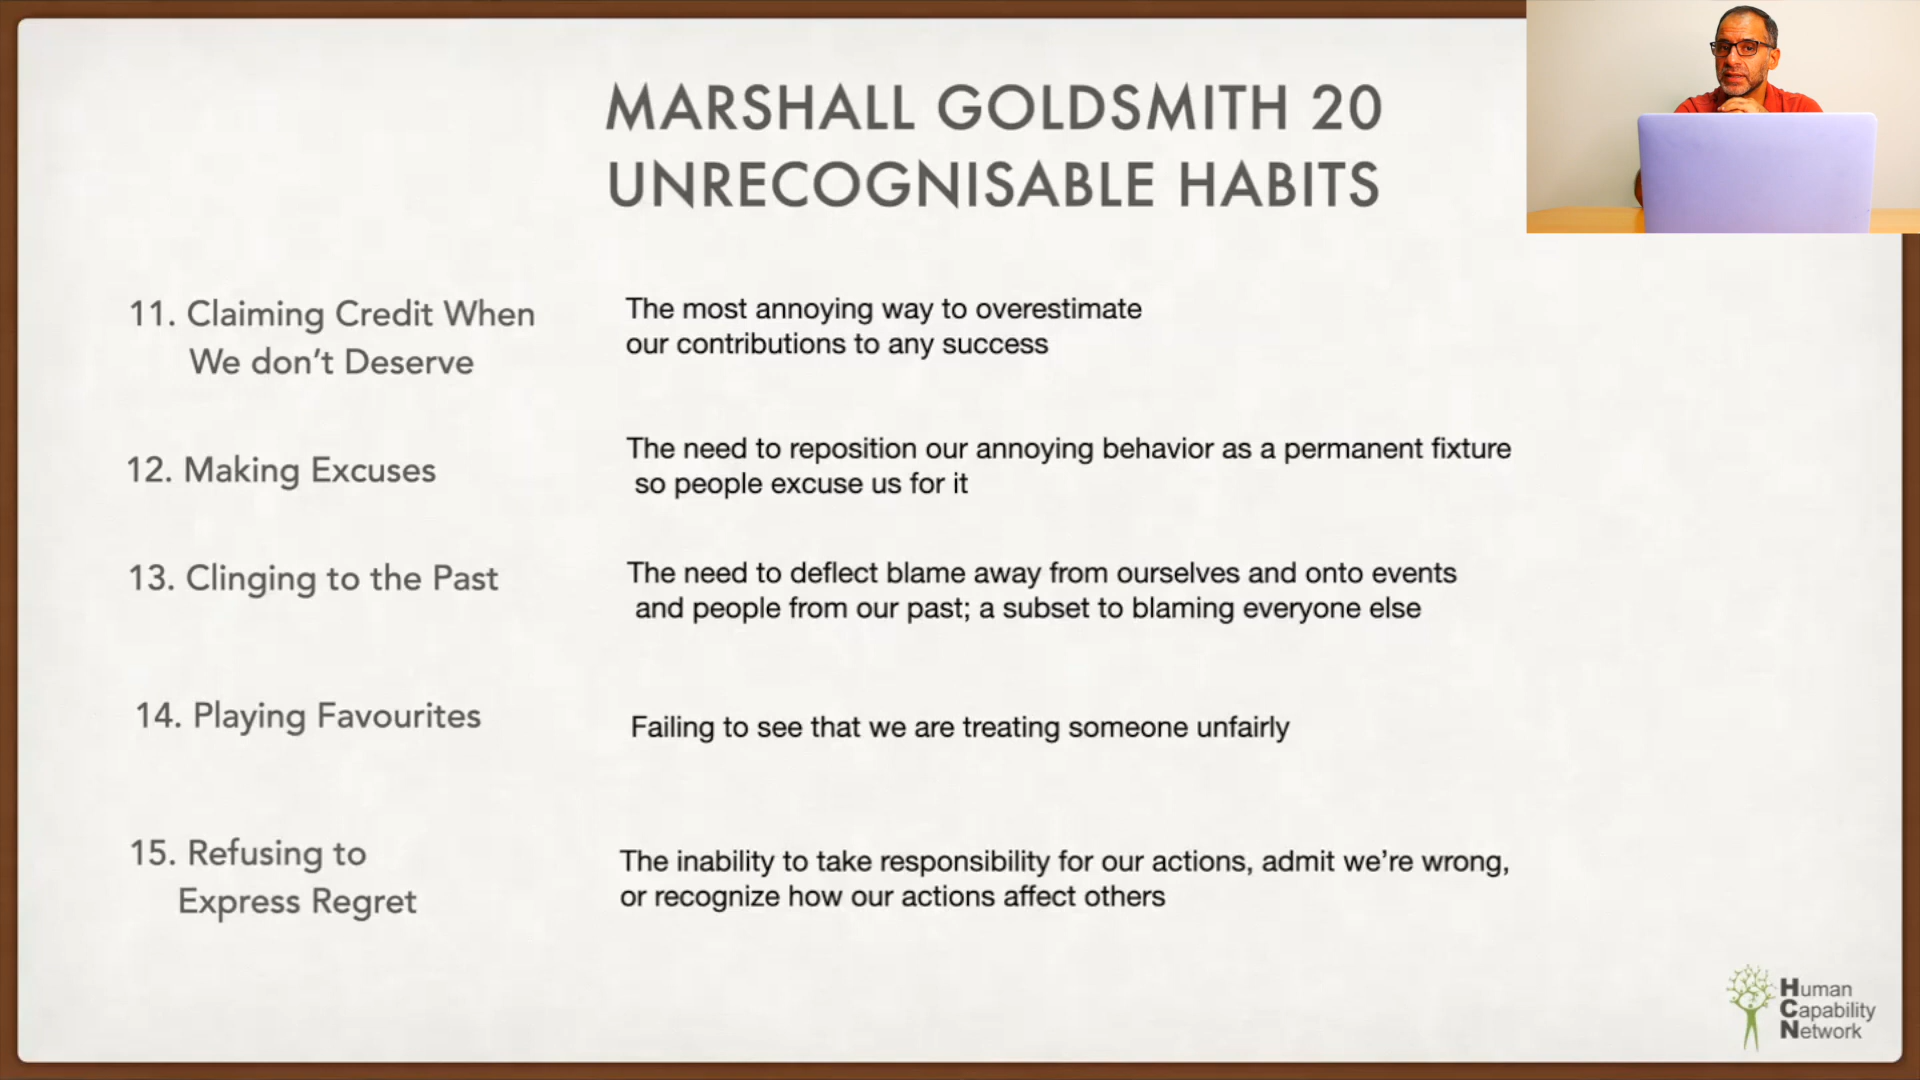 MARSHALL GOLDSMITH 20
UNRECOGNISABLE HABITS
11. Claiming Credit When
We don’t Deserve
The most annoying way to overestimate
our contributions to any success
12. Making Excuses
The need to reposition our annoying behavior as a permanent fixture
so people excuse us for it
13. Clinging to the Past
The need to deflect blame away from ourselves and onto events
and people from our past; a subset to blaming everyone else
14. Playing Favourites
Failing to see that we are treating someone unfairly
15. Refusing to
Express Regret
The inability to take responsibility for our actions, admit we’re wrong,
or recognize how our actions affect others
Human
Capability
Network